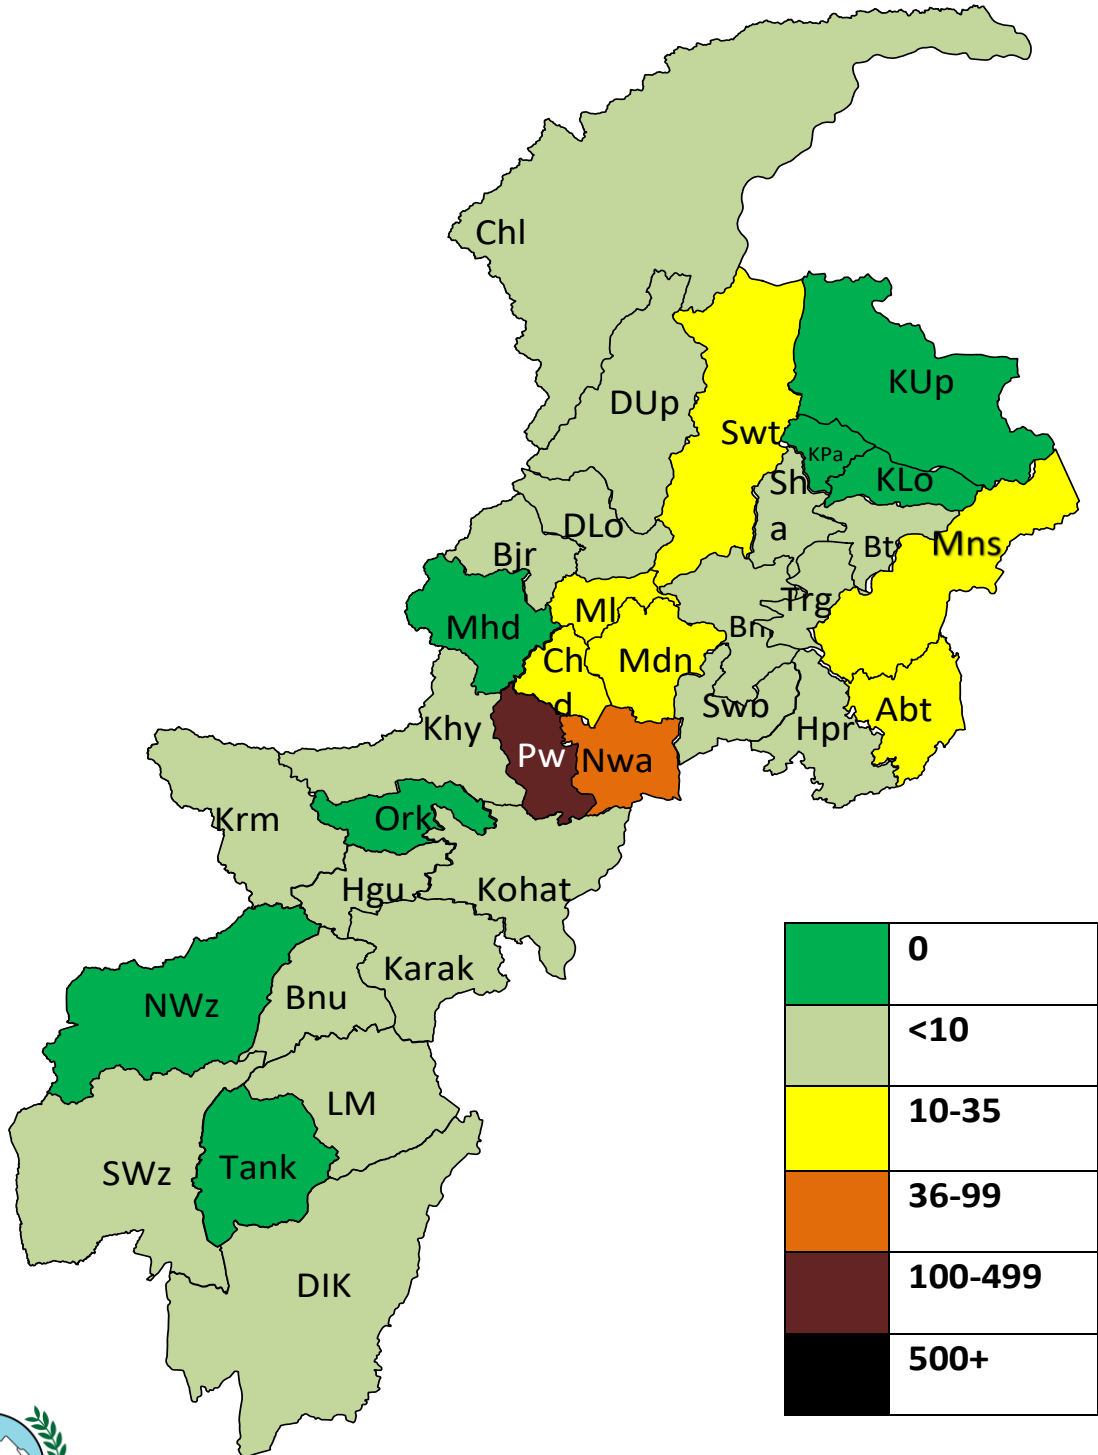 Chl
KUp
DUp
Swt
KPa
KLo
Sh
a
DLo
Bt
Mns
Bjr
Trg
Ml
Mhd
Bn
Ch
d
Mdn
Swb
Abt
Khy
Hpr
Pw
Nwa
Krm
Ork
Hgu
Kohat
Karak
Bnu
NWz
LM
Tank
SWz
DIK
0
<10
10-35
36-99
100-499
500+